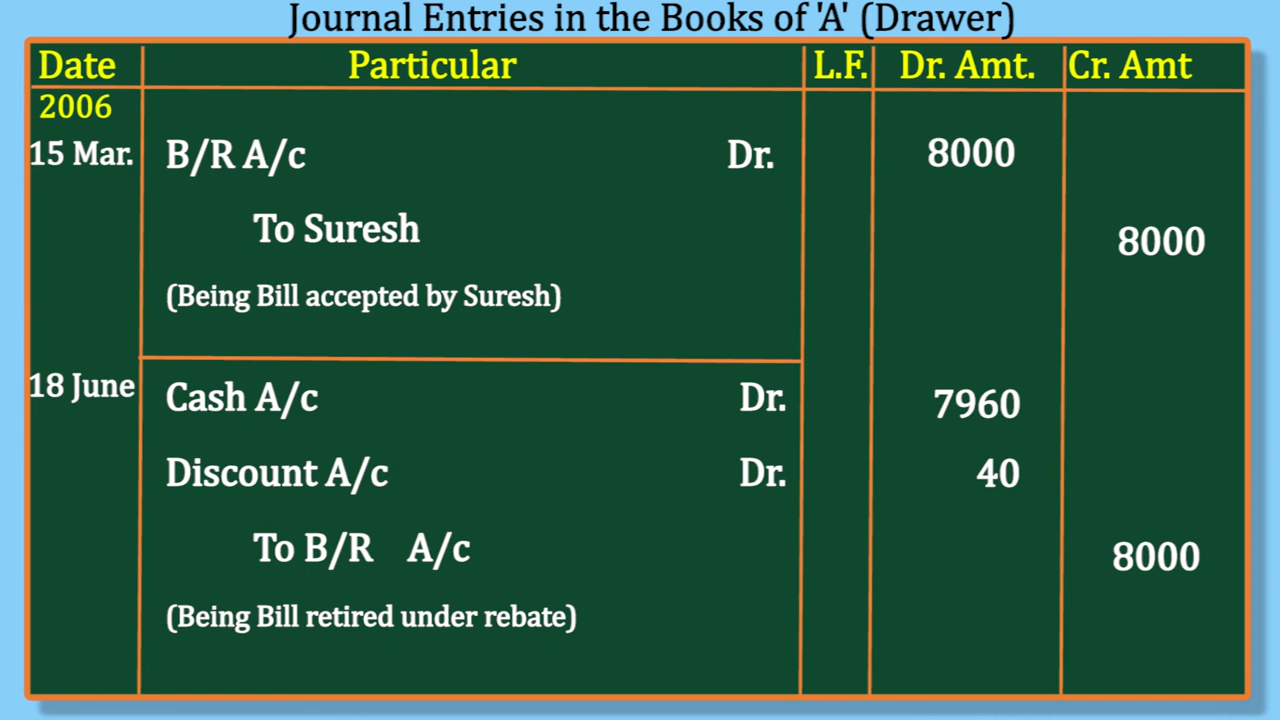 Journal Entries in the Books of 'A' (Drawer)
Date Particular L.F. Dr. Amt. Cr. Amt
2006
15 Mar. B/R A/c Dr. 8000
To Suresh 8000
(Being Bill accepted by Suresh)
18 June Cash A/c Dr. 7960
Discount A/c Dr. 40
To B/R A/c 8000
(Being Bill retired under rebate)